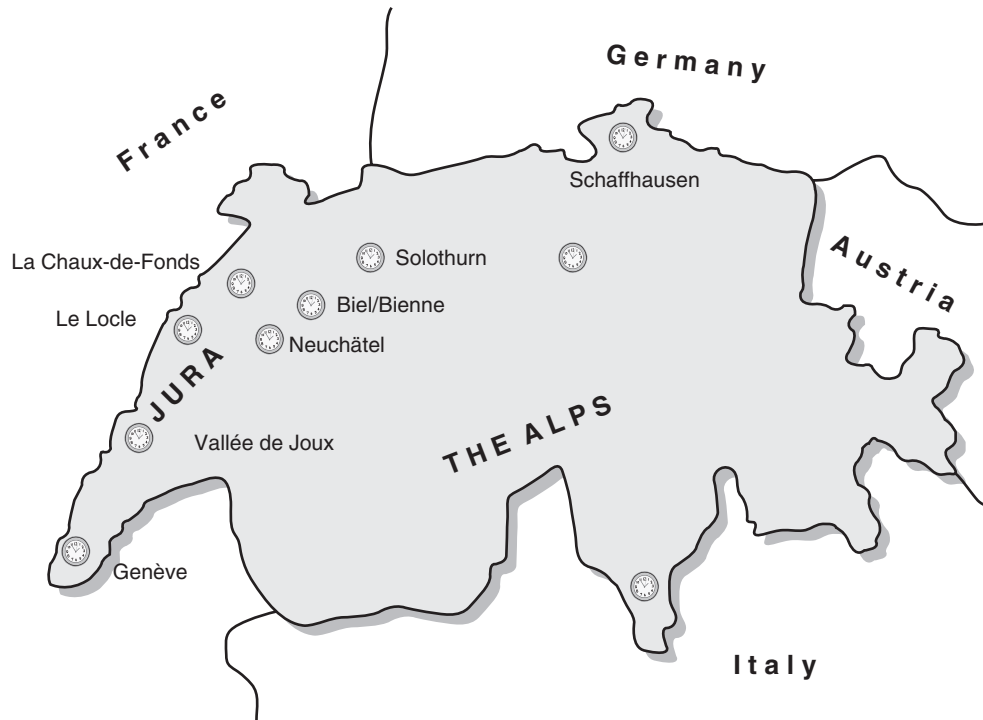 Germany
France
Schaffhausen
Austria
La Chaux-de-Fonds
Solothurn
Biel/Bienne
Le Locle
Neuchätel
JURA
THE ALPS
Vallée de Joux
Genève
Italy